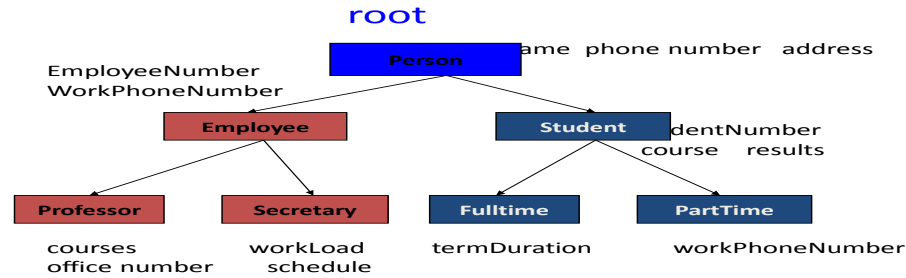 root
ame phone number address
Person
EmployeeNumber
WorkPhoneNumber
Employee
Student
dentNumber
course results
Professor
Secretary
Fulltime
PartTime
courses
office number
workLoad
schedule
termDuration
workPhoneNumber